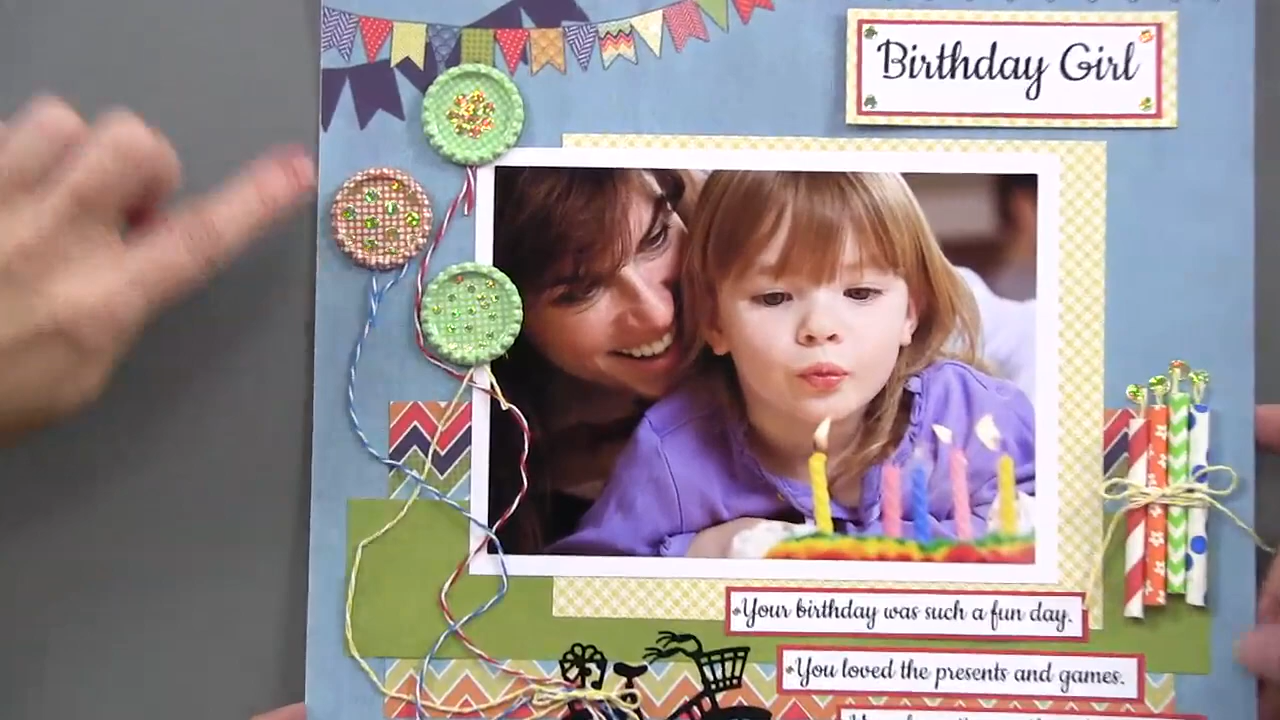 Birthday Girl
Your birthday was such a fun day.
You loved the presents and games.